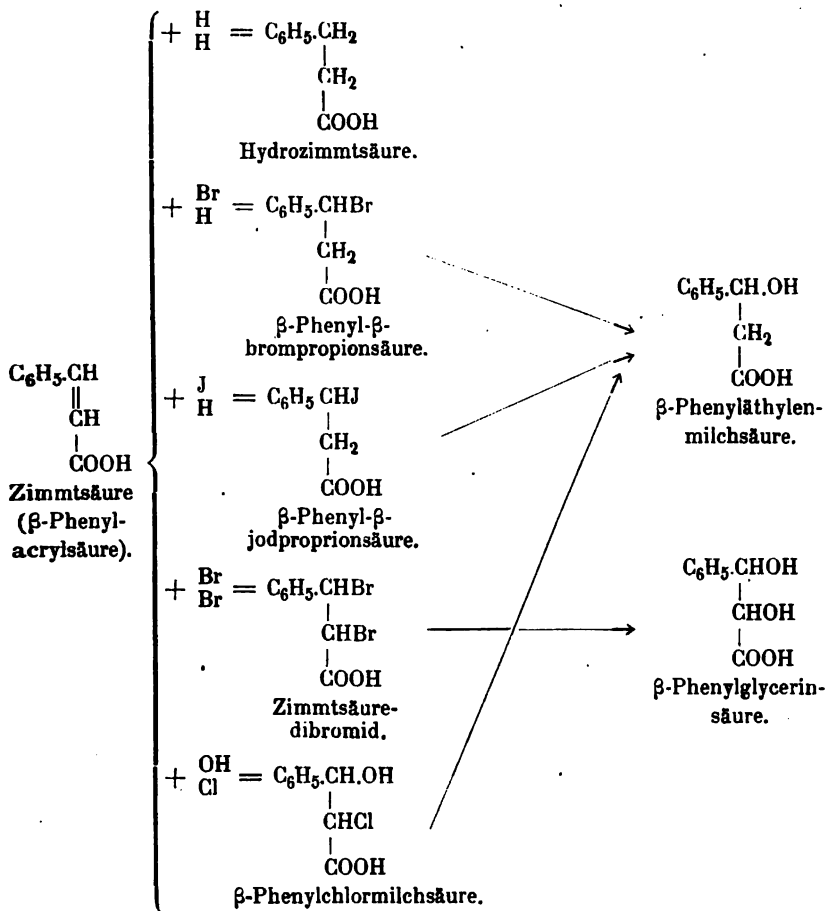 + H
H = C₆H₅.CH₂
CH₂
COOH
Hydrozimmtsäure.
+ Br
H = C₆H₅.CHBr
CH₂
COOH
β-Phenyl-β-
brompropionsäure.
C₆H₅.CH
CH
COOH
Zimmtsäure
(β-Phenyl-
acrylsäure).
+ J
H = C₆H₅ CHJ
CH₂
COOH
β-Phenyl-β-
jodproprionsäure.
+ Br
Br = C₆H₅.CHBr
CHBr
COOH
Zimmtsäure-
dibromid.
+ OH
Cl = C₆H₅.CH.OH
CHCl
COOH
β-Phenylchlormilchsäure.
C₆H₅.CH.OH
CH₂
COOH
β-Phenyläthylen-
milchsäure.
C₆H₅.CHOH
CHOH
COOH
β-Phenylglycerin-
säure.